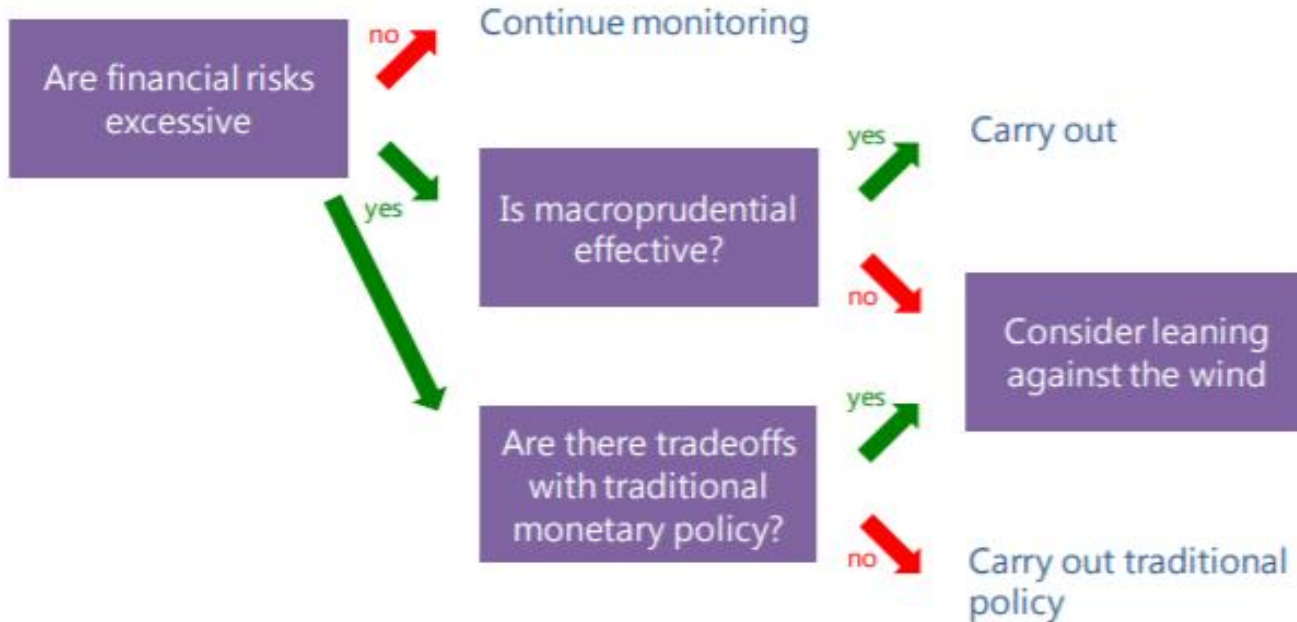 Are financial risks
excessive
no
Continue monitoring
yes
Is macroprudential
effective?
yes
Carry out
no
Consider leaning
against the wind
Are there tradeoffs
with traditional
monetary policy?
yes
no
Carry out traditional
policy